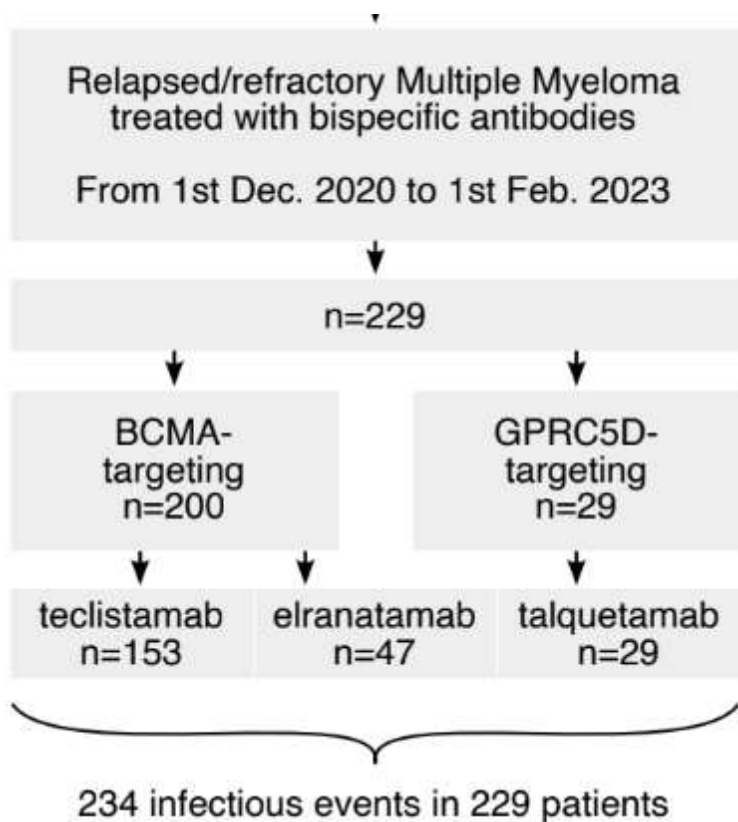 Relapsed/refractory Multiple Myeloma
treated with bispecific antibodies
From 1st Dec. 2020 to 1st Feb. 2023
n=229
BCMA-
targeting
n=200
GPRC5D-
targeting
n=29
teclistamab
n=153
elranatamab
n=47
talquetamab
n=29
234 infectious events in 229 patients